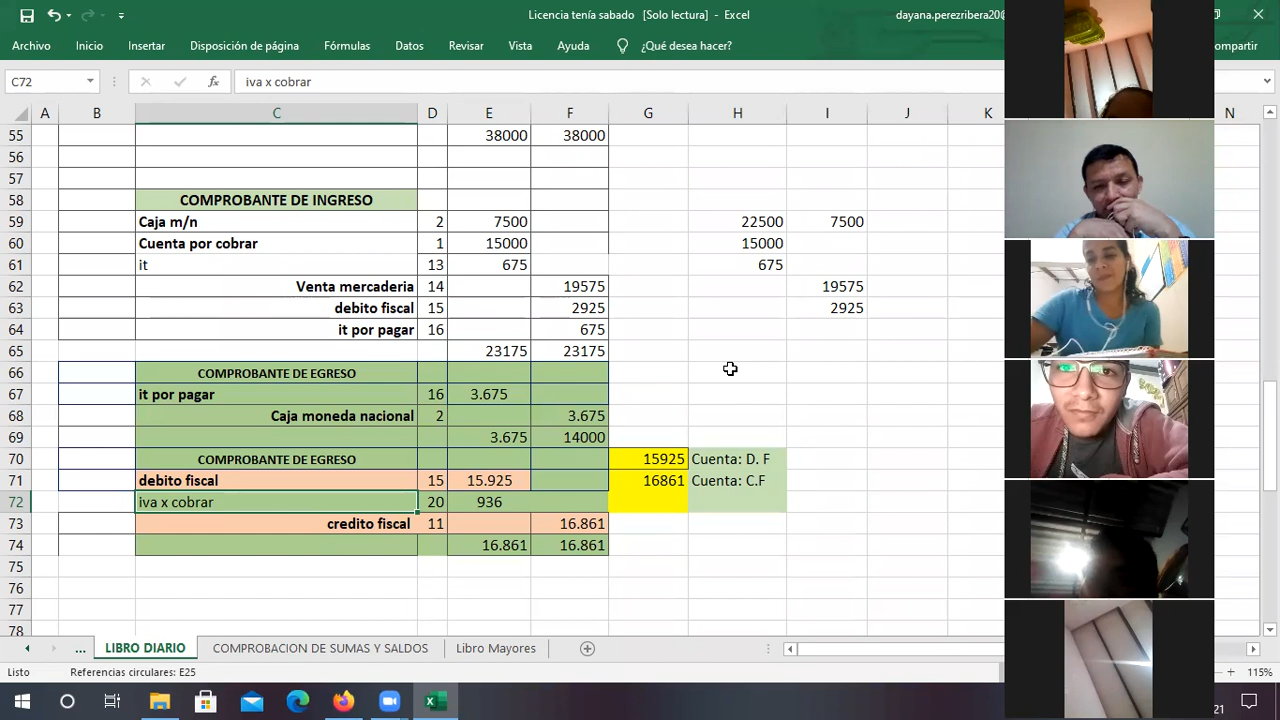 Licencia tenía sabado [Solo lectura] - Excel
dayana.perezribera20@
Archivo Inicio Insertar Disposición de página Fórmulas Datos Revisar Vista Ayuda ¿Qué desea hacer?
C72 fx iva x cobrar
A B C D E F G H I J K N
55 38000 38000
56
57
58 COMPROBANTE DE INGRESO
59 Caja m/n 2 7500 22500 7500
60 Cuenta por cobrar 1 15000 15000
61 it 13 675 675
62 Venta mercaderia 14 19575 19575
63 debito fiscal 15 2925 2925
64 it por pagar 16 675
65 23175 23175
66 COMPROBANTE DE EGRESO
67 it por pagar 16 3.675
68 Caja moneda nacional 2 3.675
69 3.675 14000
70 COMPROBANTE DE EGRESO 15925 Cuenta: D. F
71 debito fiscal 15 15.925 16861 Cuenta: C.F
72 iva x cobrar 20 936
73 credito fiscal 11 16.861
74 16.861 16.861
75
76
77
78
... LIBRO DIARIO COMPROBACION DE SUMAS Y SALDOS Libro Mayores
Listo Referencias circulares: E25 115%
21